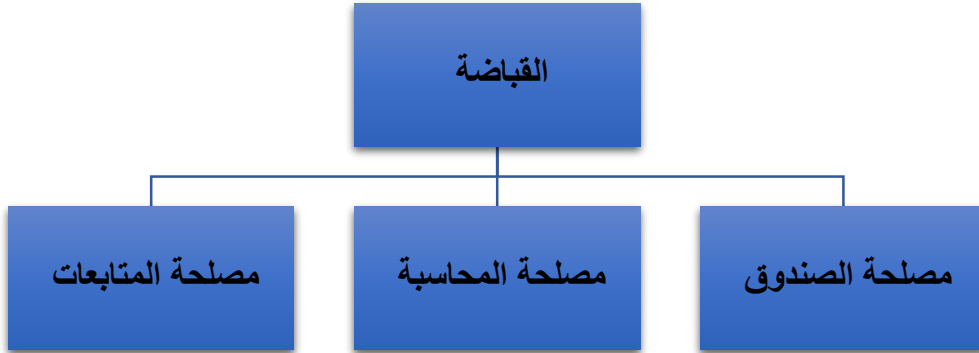 القباضة
مصلحة الصندوق
مصلحة المحاسبة
مصلحة المتابعات